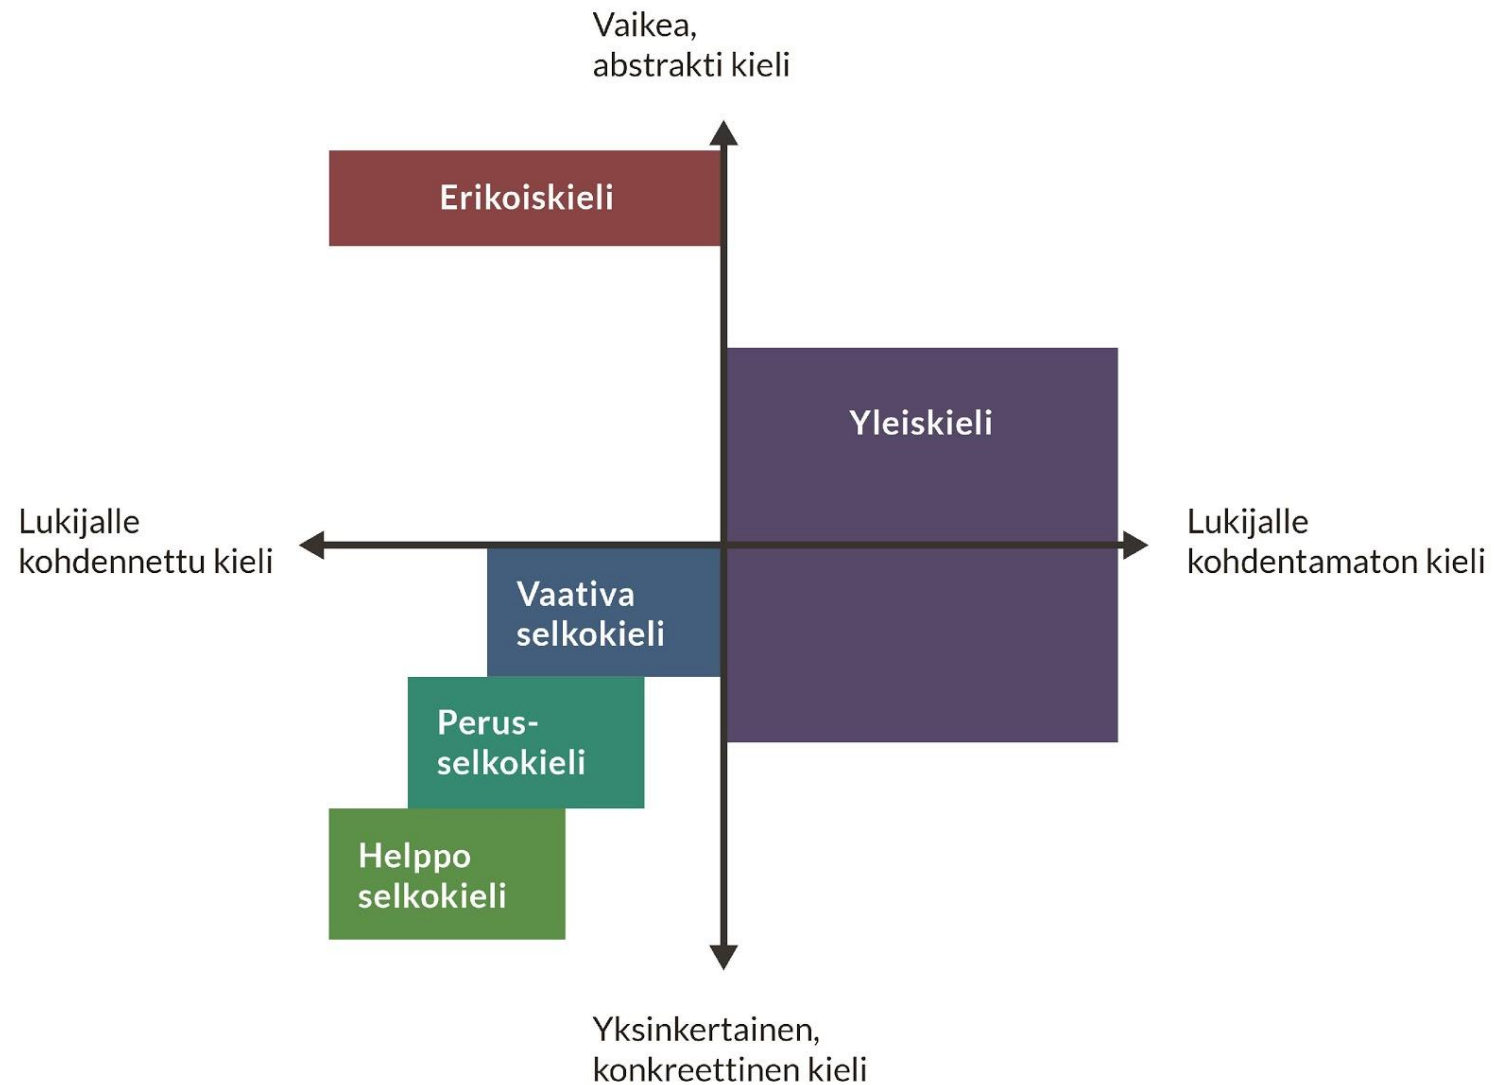 Vaikea,
abstrakti kieli
Erikoiskieli
Yleiskieli
Lukijalle
kohdennettu kieli
Lukijalle
kohdentamaton kieli
Vaativa
selkokieli
Perus-
selkokieli
Helppo
selkokieli
Yksinkertainen,
konkreettinen kieli